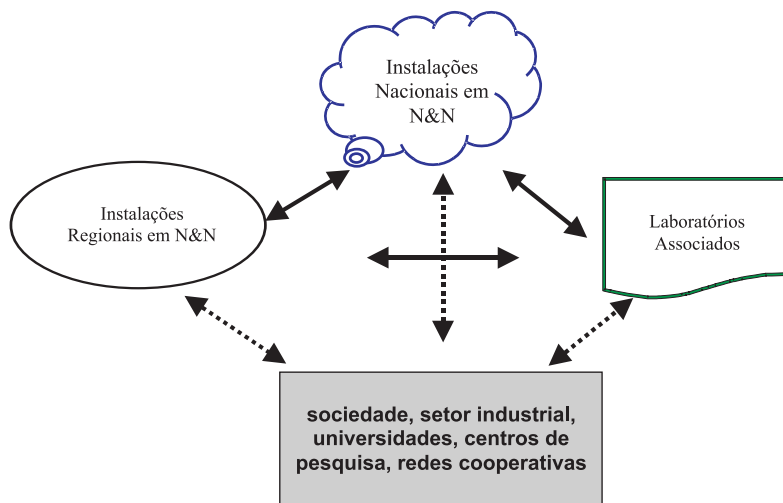 Instalações
Nacionais em
N&N
Instalações
Regionais em N&N
Laboratórios
Associados
sociedade, setor industrial,
universidades, centros de
pesquisa, redes cooperativas